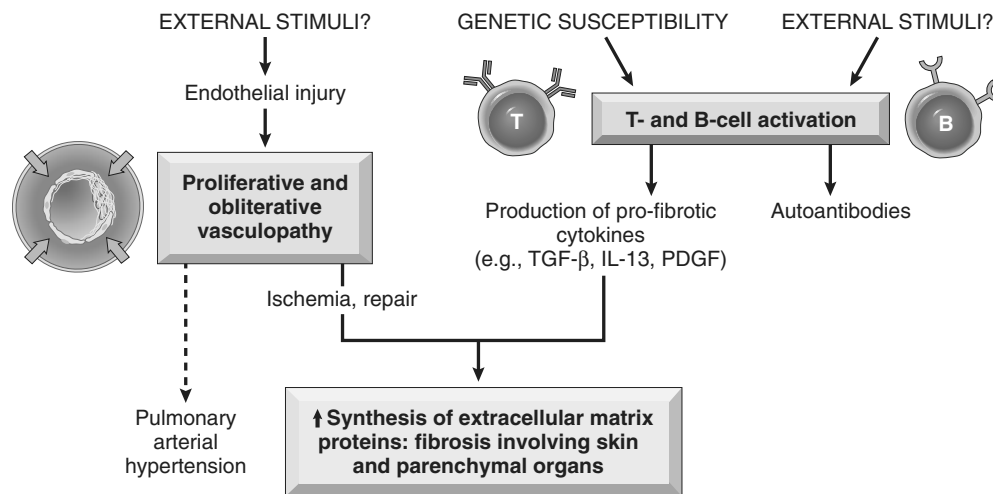 EXTERNAL STIMULI?
GENETIC SUSCEPTIBILITY
EXTERNAL STIMULI?
Endothelial injury
T
T- and B-cell activation
B
Proliferative and
obliterative
vasculopathy
Production of pro-fibrotic
cytokines
(e.g., TGF-β, IL-13, PDGF)
Autoantibodies
Ischemia, repair
Pulmonary
arterial
hypertension
↑ Synthesis of extracellular matrix
proteins: fibrosis involving skin
and parenchymal organs